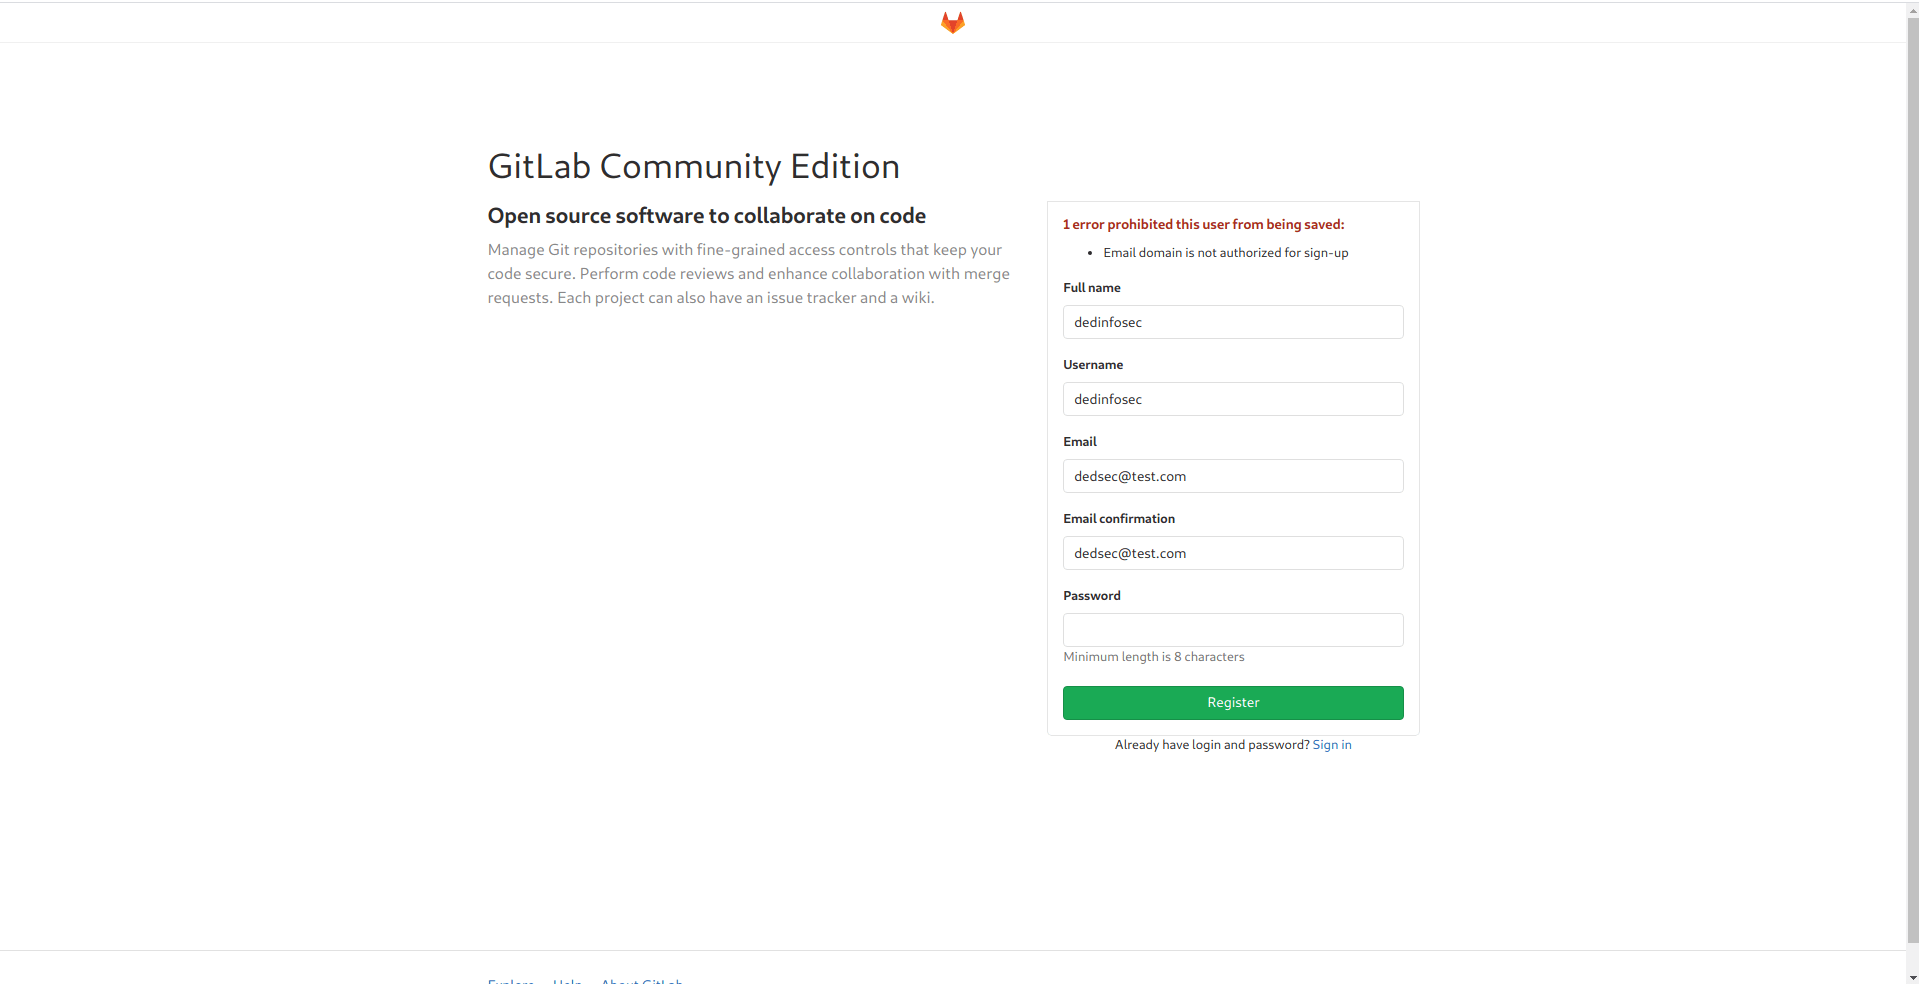 GitLab Community Edition
Open source software to collaborate on code
Manage Git repositories with fine-grained access controls that keep your
code secure. Perform code reviews and enhance collaboration with merge
requests. Each project can also have an issue tracker and a wiki.
1 error prohibited this user from being saved:
• Email domain is not authorized for sign-up
Full name
dedinfosec
Username
dedinfosec
Email
dedsec@test.com
Email confirmation
dedsec@test.com
Password
Minimum length is 8 characters
Register
Already have login and password? Sign in
Explore Help About GitLab